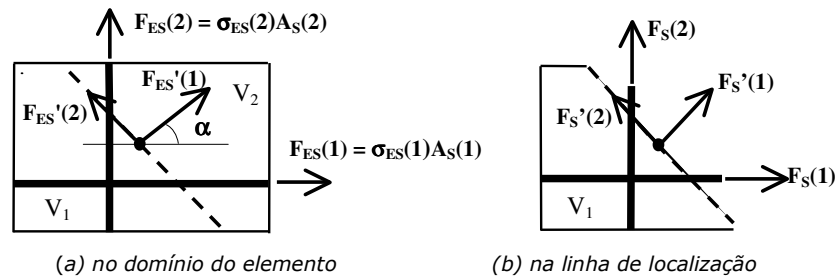 F_ES(2) = σ_ES(2)A_S(2)
F_ES'(1)
V_2
F_ES'(2)
α
F_ES(1) = σ_ES(1)A_S(1)
V_1
(a) no domínio do elemento
F_S(2)
F_S'(1)
F_S'(2)
F_S(1)
V_1
(b) na linha de localização